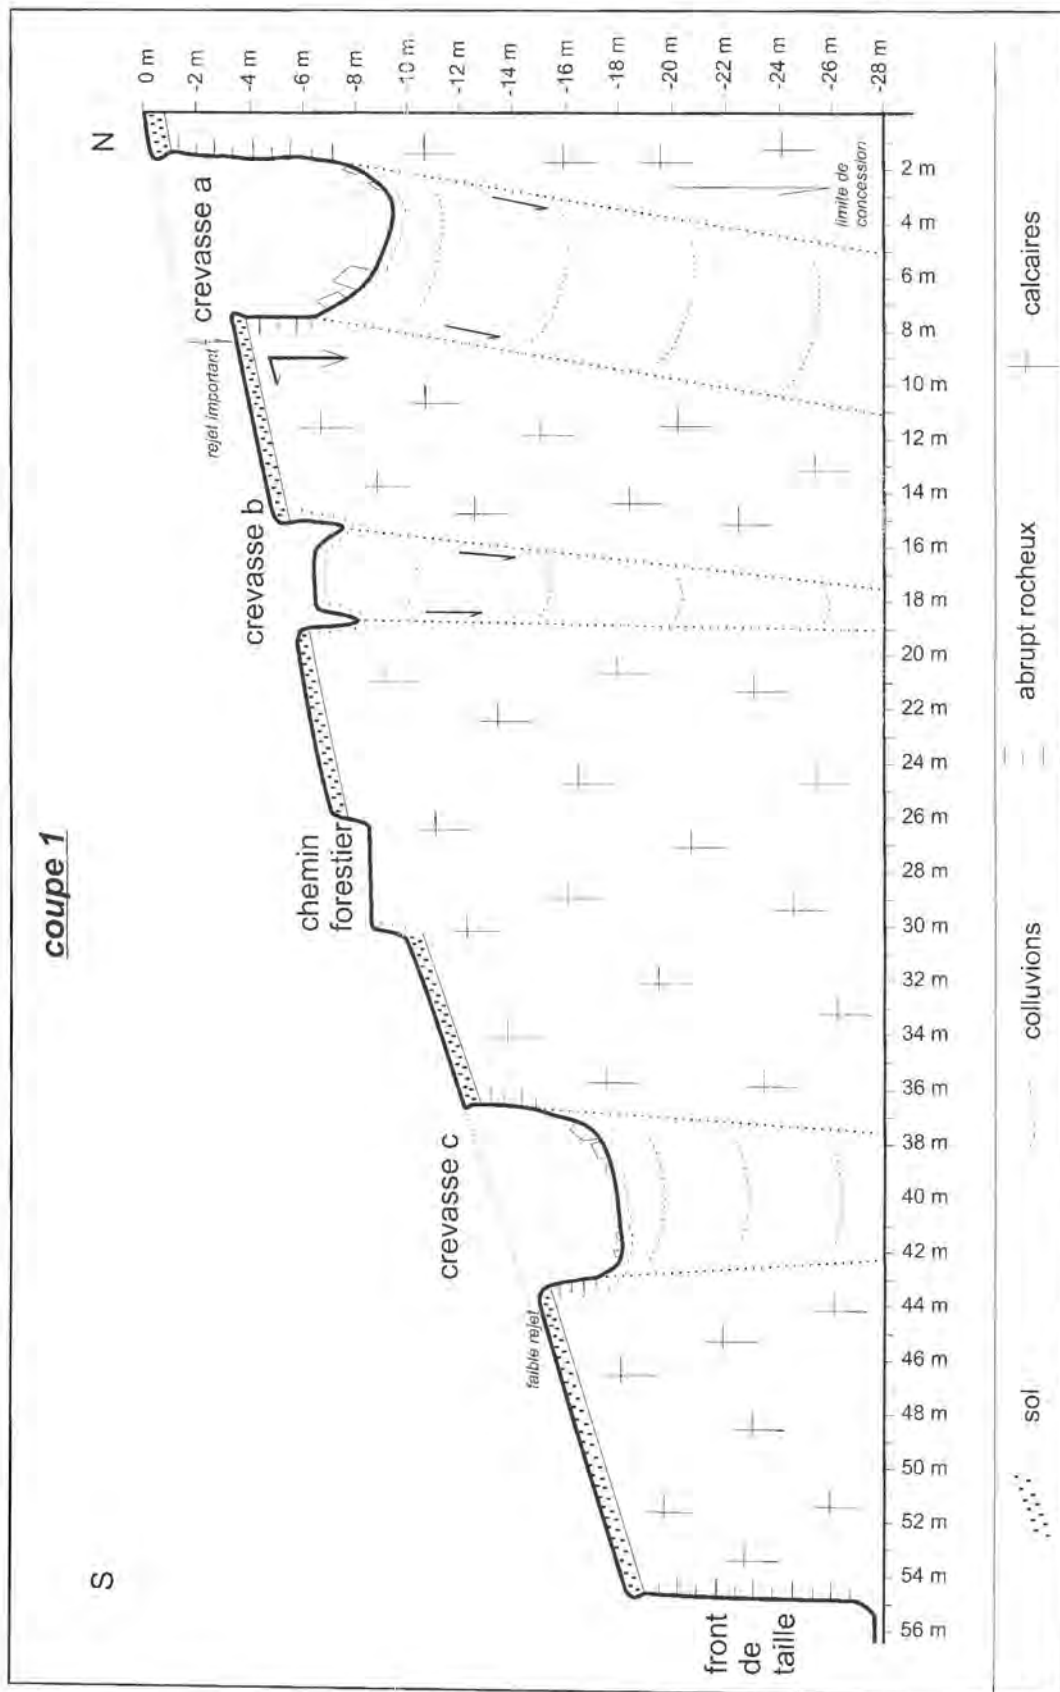 coupe 1
S
N
0 m
-2 m
-4 m
-6 m
-8 m
-10 m
-12 m
-14 m
-16 m
-18 m
-20 m
-22 m
-24 m
-26 m
-28 m
crevasse a
rejet important
crevasse b
chemin
forestier
crevasse c
faible rejet
front
de
taille
limite de
concession
56 m
54 m
52 m
50 m
48 m
46 m
44 m
42 m
40 m
38 m
36 m
34 m
32 m
30 m
28 m
26 m
24 m
22 m
20 m
18 m
16 m
14 m
12 m
10 m
8 m
6 m
4 m
2 m
sol
colluvions
abrupt rocheux
calcaires